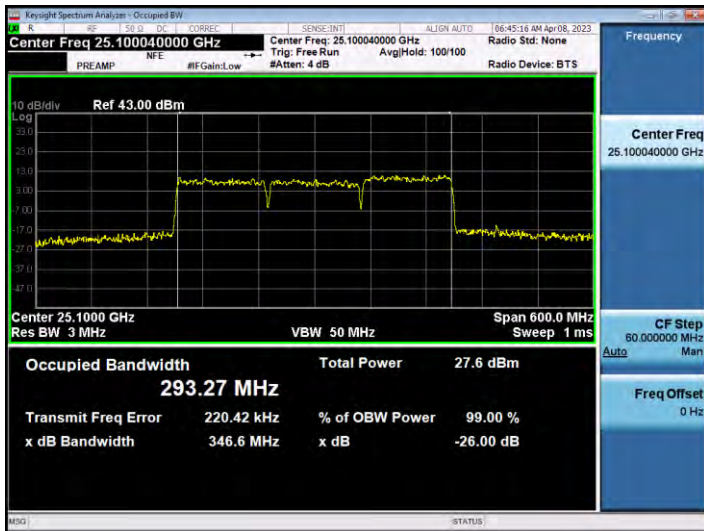 Keysight Spectrum Analyzer - Occupied BW
R RF 50 Ω DC CORREC SENSE:INT ALIGN AUTO 06:45:16 AM Apr 08, 2023
Center Freq 25.100040000 GHz
NFE
PREAMP #IFGain:Low
Center Freq: 25.100040000 GHz
Trig: Free Run Avg|Hold: 100/100
#Atten: 4 dB
Radio Std: None
Radio Device: BTS
10 dB/div Ref 43.00 dBm
Log
33.0
23.0
13.0
3.00
-7.00
-17.0
-27.0
-37.0
-47.0
Center 25.1000 GHz Span 600.0 MHz
Res BW 3 MHz VBW 50 MHz Sweep 1 ms
Occupied Bandwidth Total Power 27.6 dBm
293.27 MHz
Transmit Freq Error 220.42 kHz % of OBW Power 99.00 %
x dB Bandwidth 346.6 MHz x dB -26.00 dB
Frequency
Center Freq
25.100040000 GHz
CF Step
60.000000 MHz
Auto Man
Freq Offset
0 Hz
MSG STATUS